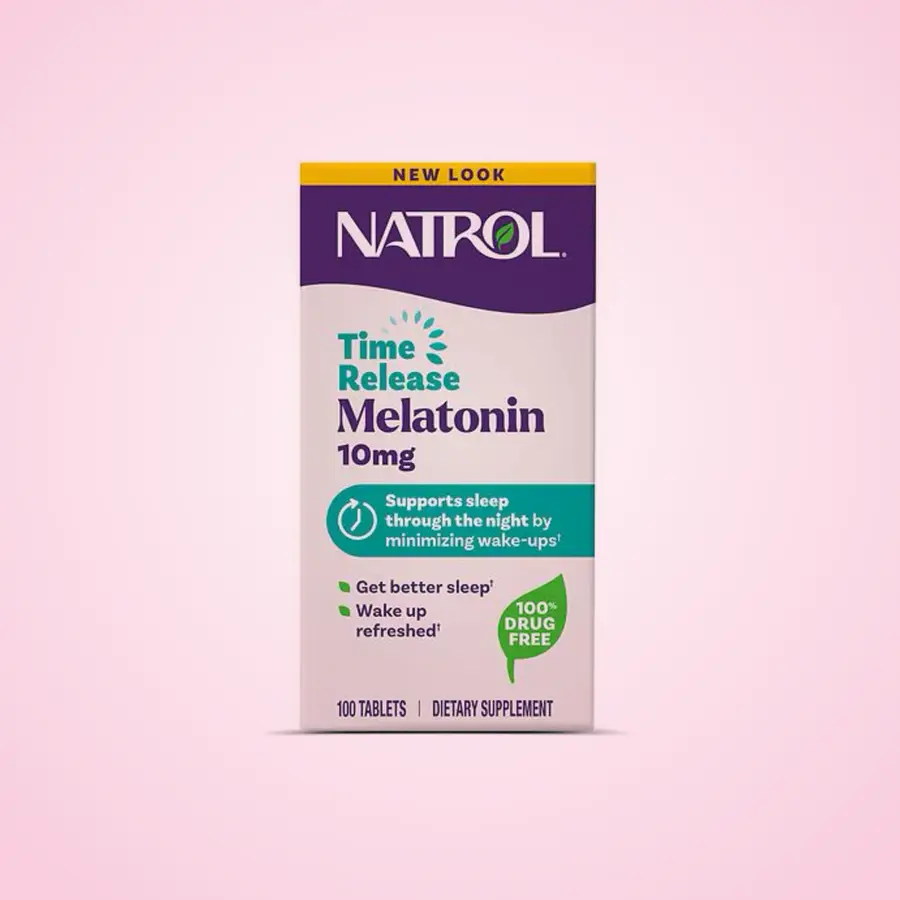 NEW LOOK
NATROL®
Time
Release
Melatonin
10mg
Supports sleep
through the night by
minimizing wake-ups†
Get better sleep†
Wake up
refreshed†
100%
DRUG
FREE
100 TABLETS | DIETARY SUPPLEMENT